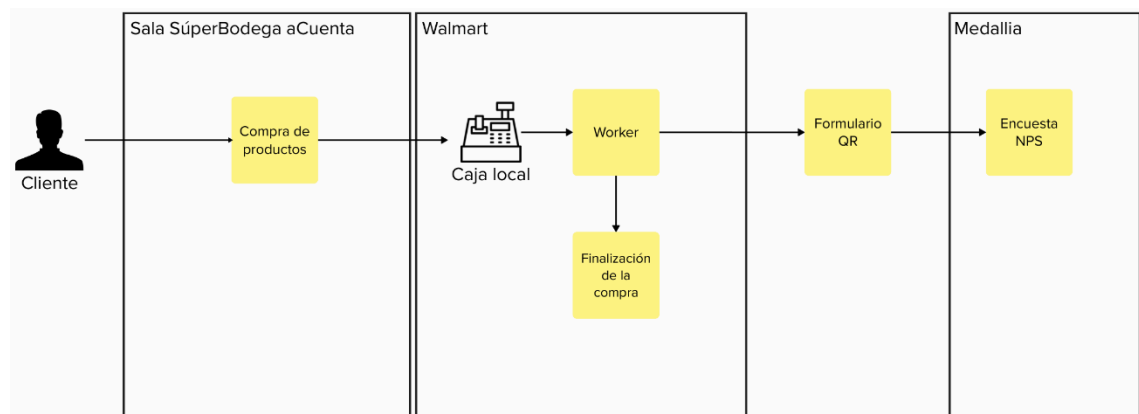 Sala SúperBodega aCuenta
Walmart
Medallia
Cliente
Compra de
productos
Caja local
Worker
Formulario
QR
Encuesta
NPS
Finalización
de la
compra